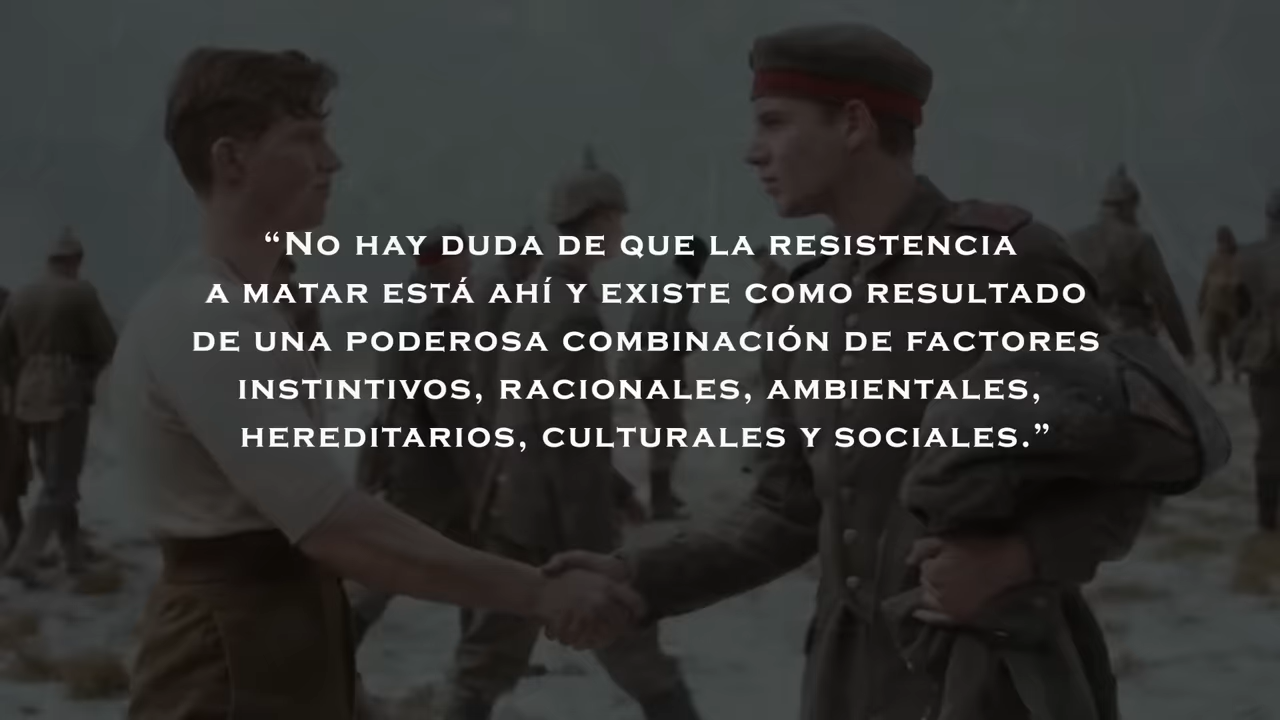 “No hay duda de que la resistencia
a matar está ahí y existe como resultado
de una poderosa combinación de factores
instintivos, racionales, ambientales,
hereditarios, culturales y sociales.”